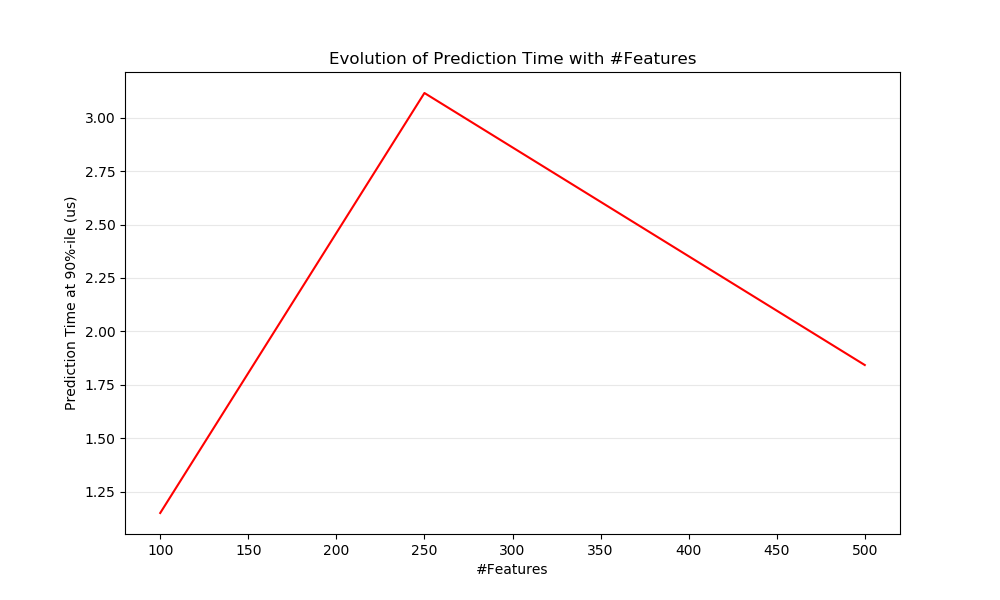 Evolution of Prediction Time with #Features
Prediction Time at 90%-ile (us)
3.00
2.75
2.50
2.25
2.00
1.75
1.50
1.25
100 150 200 250 300 350 400 450 500
#Features